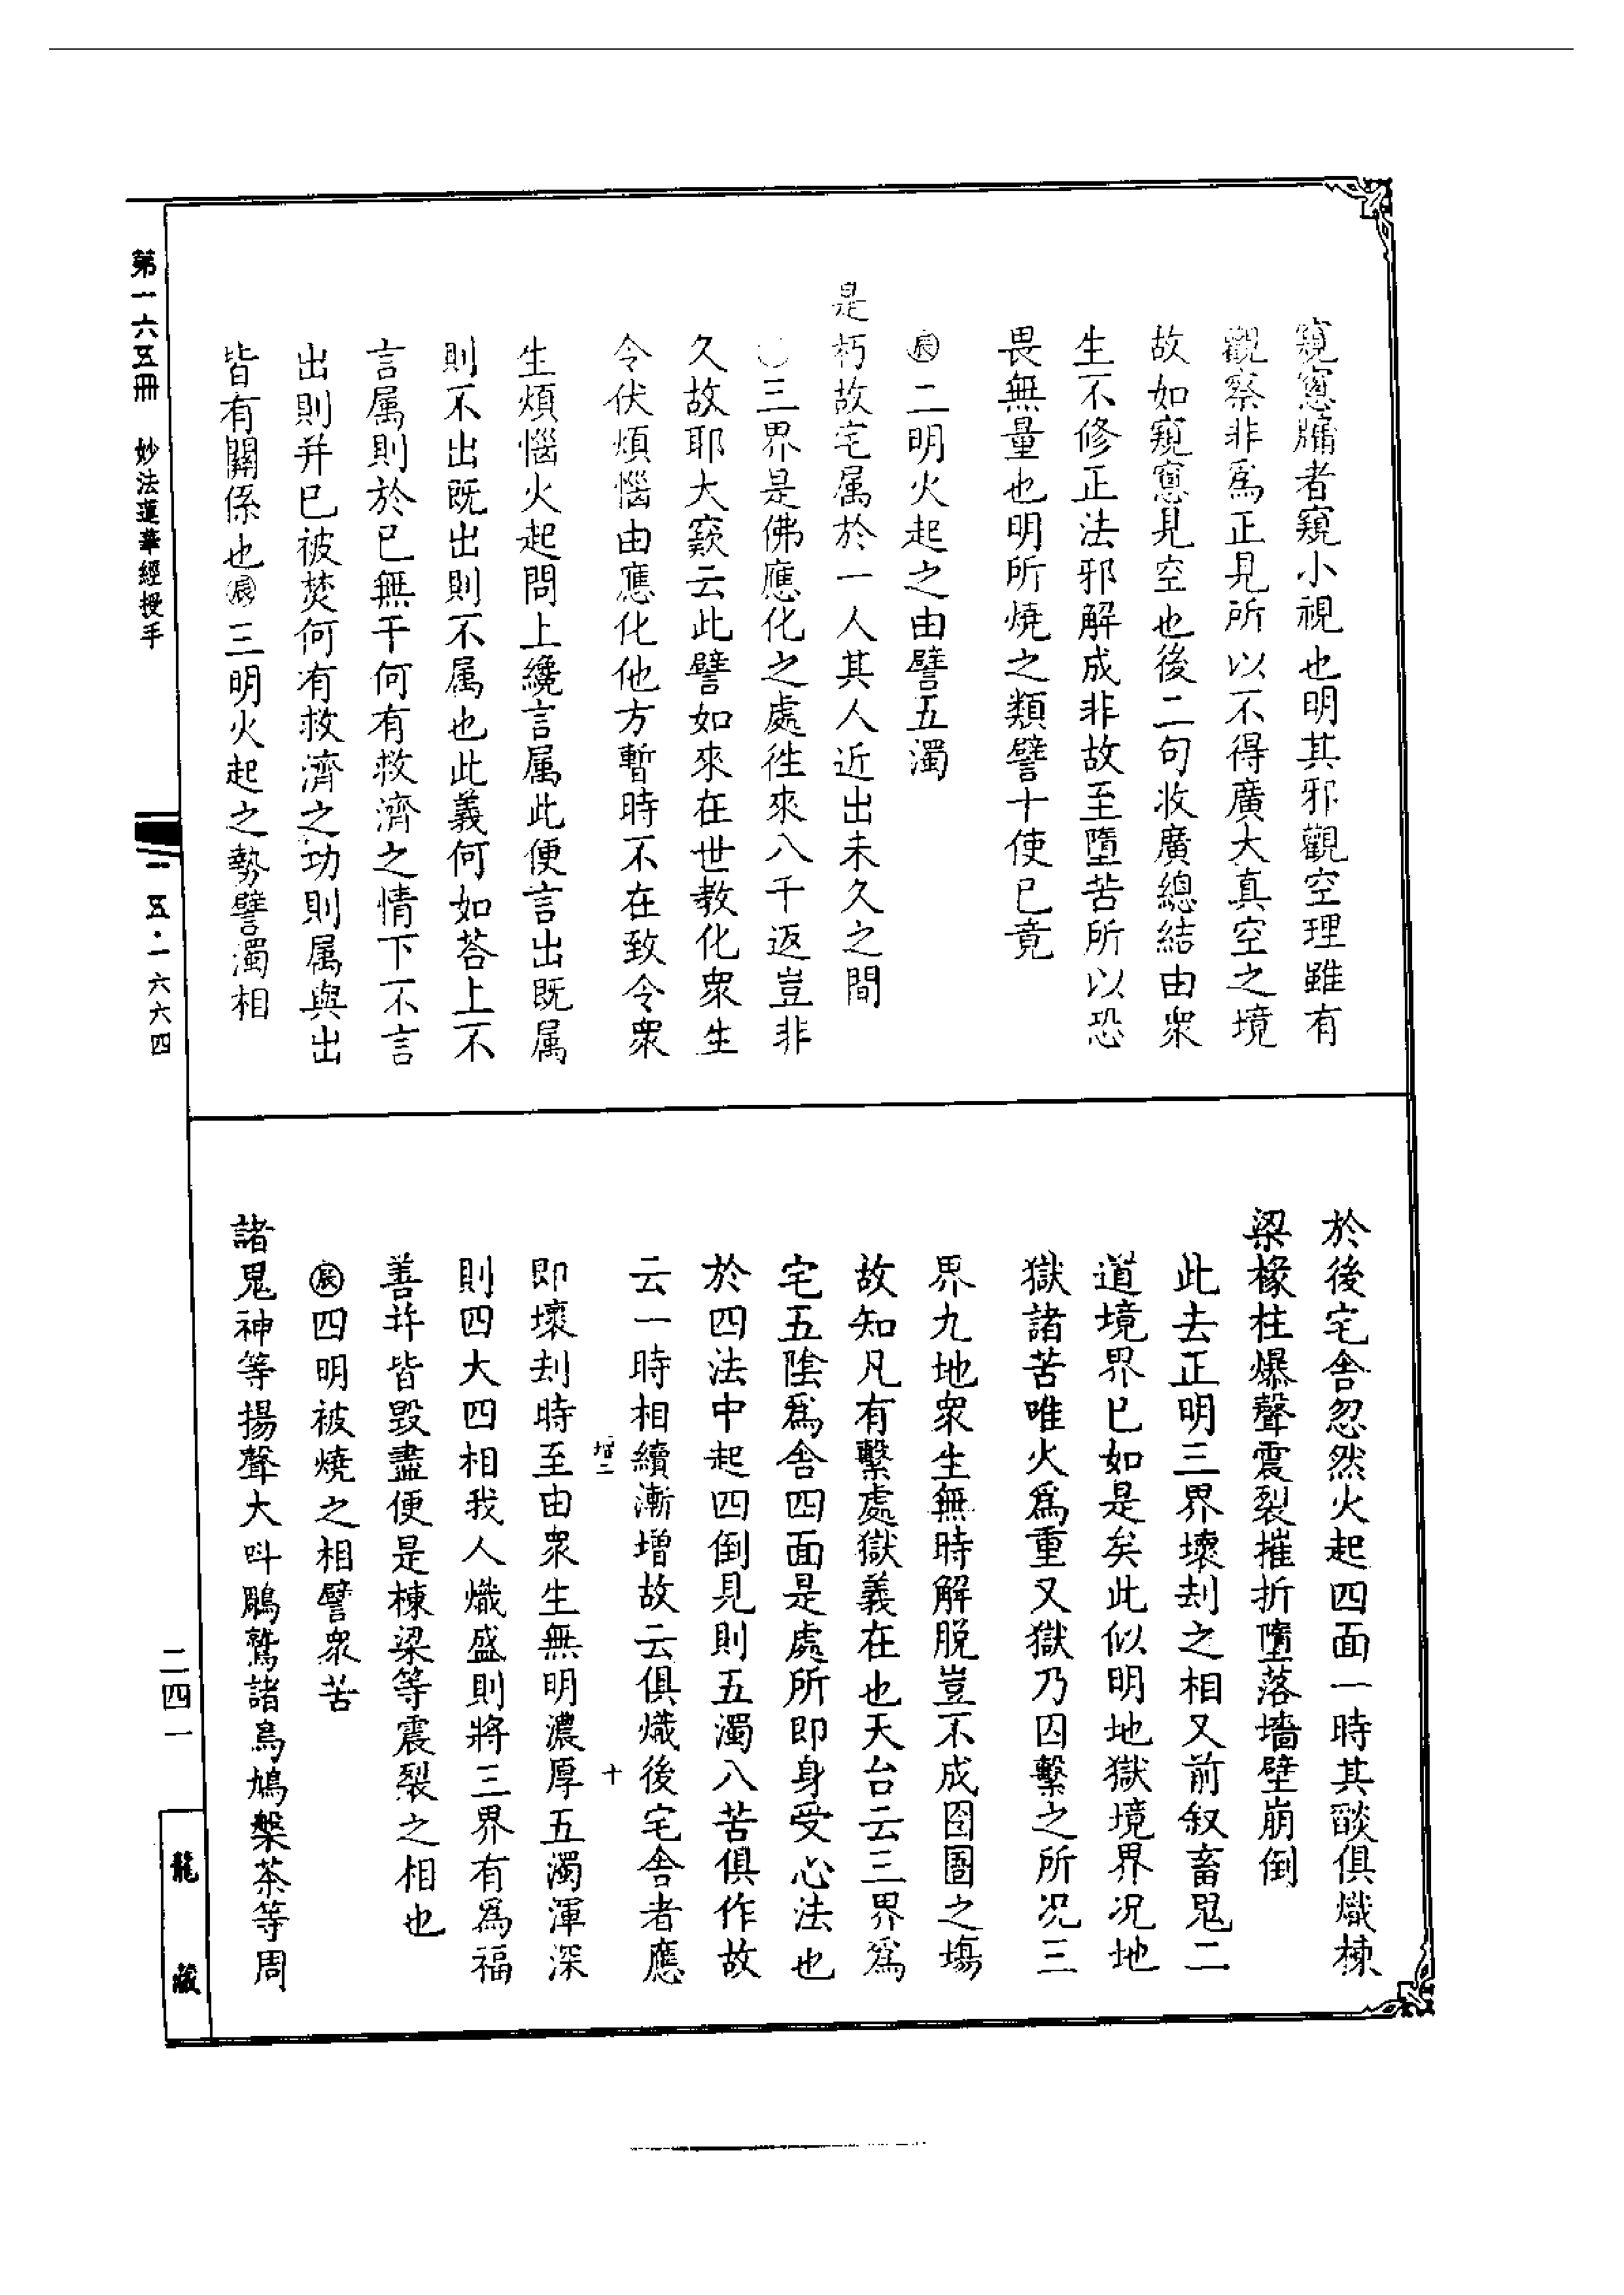 窺窓牖者窺小視也明其邪觀空理雖有
觀察非爲正見所以不得廣大真空之境
故如窺窓見空也後二句收廣總結由衆
生不修正法邪解成非故至墮苦所以恐
畏無量也明所燒之類譬十使已竟
㊁二明火起之由譬五濁
是朽故宅属於一人其人近出未久之間
〇三界是佛應化之處徃來八千返豈非
久故耶大窾云此譬如來在世教化衆生
令伏煩惱由應化他方暫時不在致令衆
生煩惱火起問上纔言属此便言出既属
則不出既出則不属也此義何如荅上不
言属則於已無干何有救濟之情下不言
出則并已被焚何有救濟之功則属與出
皆有關係也辰三明火起之勢譬濁相
於後宅舍忽然火起四面一時其燄俱熾棟
梁椽柱爆聲震裂摧折墮落墻壁崩倒
此去正明三界壞刦之相又前叙畜鬼二
道境界已如是矣此似明地獄境界况地
獄諸苦唯火爲重又獄乃囚繫之所况三
界九地衆生無時解脫豈不成囹圄之塲
故知凡有繫處獄義在也天台云三界爲
宅五陰爲舍四面是處所即身受心法也
於四法中起四倒見則五濁八苦俱作故
云一時相續漸增故云俱熾後宅舍者應
即壞刦時至由衆生無明濃厚五濁渾深
則四大四相我人熾盛則將三界有爲福
善并皆毀盡便是棟梁等震裂之相也
辰四明被燒之相譬衆苦
諸鬼神等揚聲大呌鵰鷲諸鳥鳩槃茶等周
十
第一六五冊　妙法蓮華經授手
一五·一六六四
二四一
龍藏